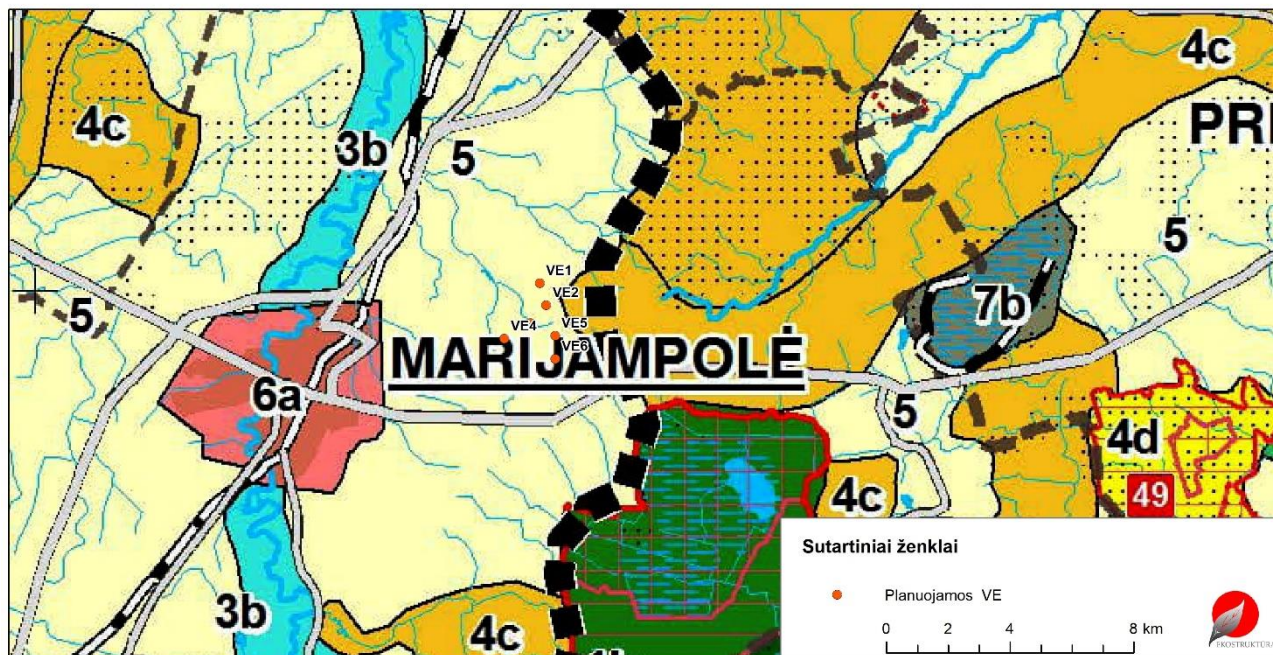 4c
4c
3b
5
PRI
5
VE1
VE2
5
7b
VE4
VE5
VE6
MARIJAMPOLĖ
6a
5
4d
49
4c
3b
4c
Sutartiniai ženklai
Planuojamos VE
0 2 4 8 km
EKOSTRUKTŪRA